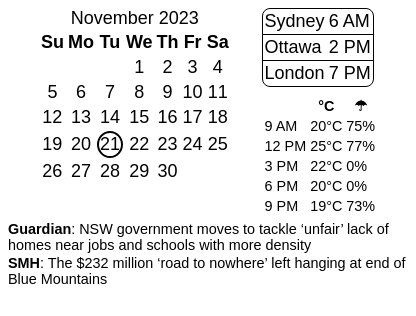 November 2023
Su Mo Tu We Th Fr Sa
1 2 3 4
5 6 7 8 9 10 11
12 13 14 15 16 17 18
19 20 21 22 23 24 25
26 27 28 29 30
Sydney 6 AM
Ottawa 2 PM
London 7 PM
°C ☂
9 AM 20°C 75%
12 PM 25°C 77%
3 PM 22°C 0%
6 PM 20°C 0%
9 PM 19°C 73%
Guardian: NSW government moves to tackle ‘unfair’ lack of
homes near jobs and schools with more density
SMH: The $232 million ‘road to nowhere’ left hanging at end of
Blue Mountains